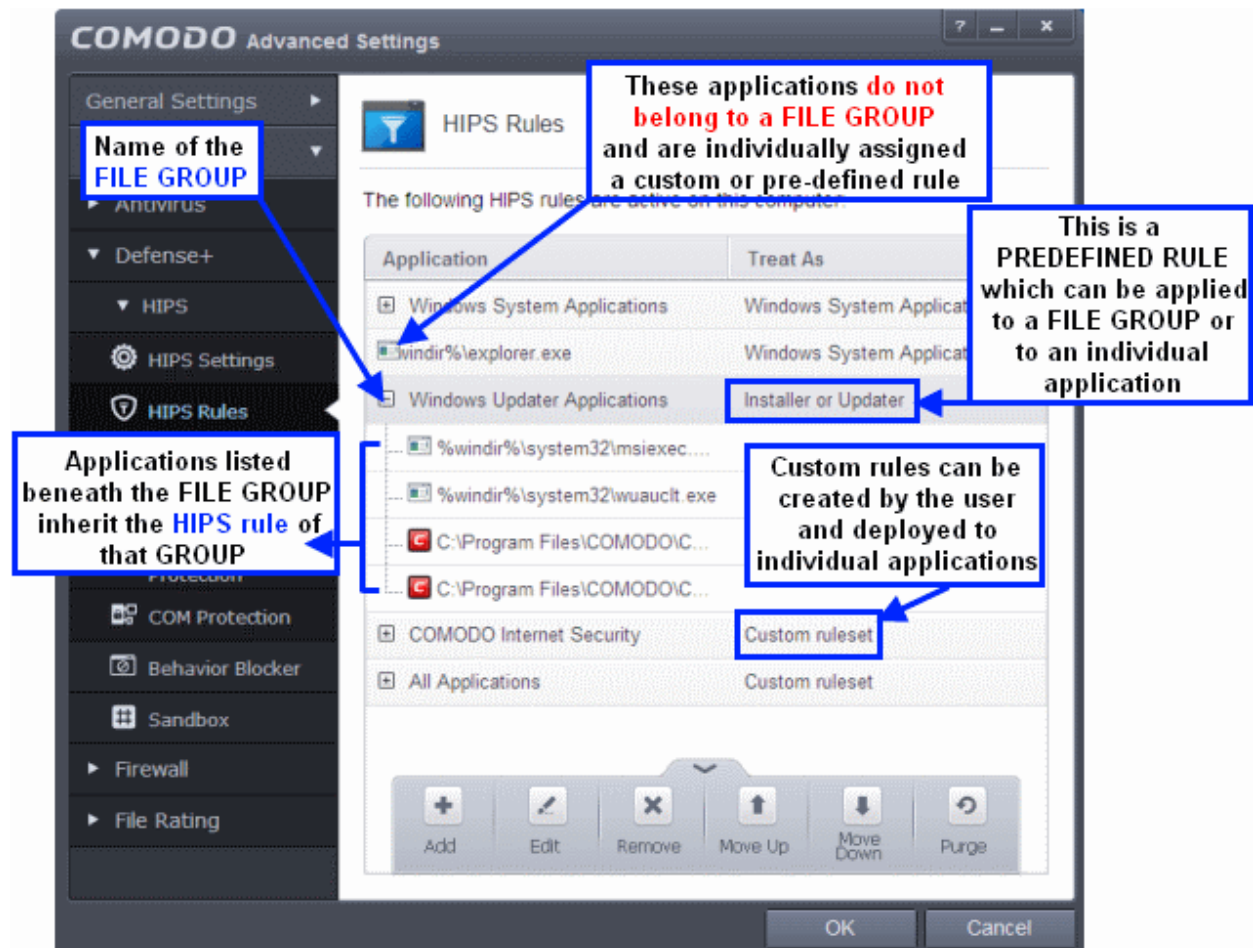 COMODO Advanced Settings
? – x
General Settings
Name of the
FILE GROUP
Antivirus
Defense+
HIPS
HIPS Settings
HIPS Rules
Applications listed
beneath the FILE GROUP
inherit the HIPS rule of
that GROUP
Protection
COM Protection
Behavior Blocker
Sandbox
Firewall
File Rating
HIPS Rules
These applications do not
belong to a FILE GROUP
and are individually assigned
a custom or pre-defined rule
The following HIPS rules are active on this computer.
This is a
PREDEFINED RULE
which can be applied
to a FILE GROUP or
to an individual
application
Application Treat As
Windows System Applications Windows System Applicat
windir%\explorer.exe Windows System Applicat
Windows Updater Applications Installer or Updater
%windir%\system32\msiexec....
%windir%\system32\wuauclt.exe
C:\Program Files\COMODO\C...
C:\Program Files\COMODO\C...
Custom rules can be
created by the user
and deployed to
individual applications
COMODO Internet Security Custom ruleset
All Applications Custom ruleset
Add Edit Remove Move Up Move Down Purge
OK Cancel